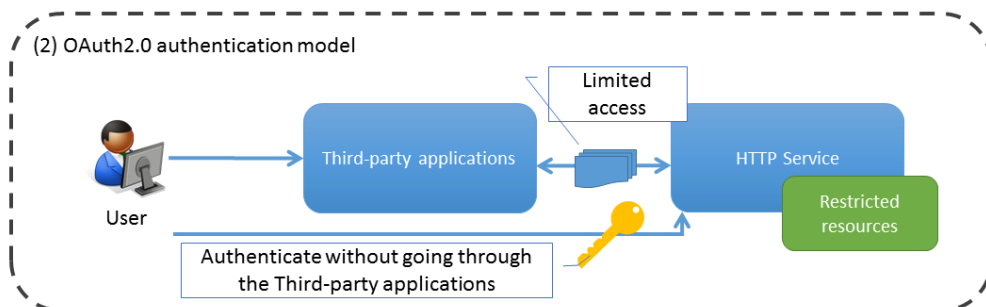 (2) OAuth2.0 authentication model
Limited
access
Third-party applications
HTTP Service
Restricted
resources
User
Authenticate without going through
the Third-party applications